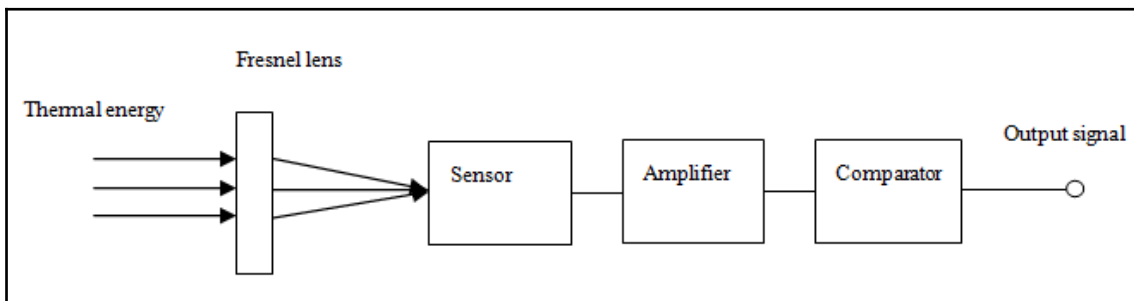 Fresnel lens
Thermal energy
Output signal
Sensor
Amplifier
Comparator